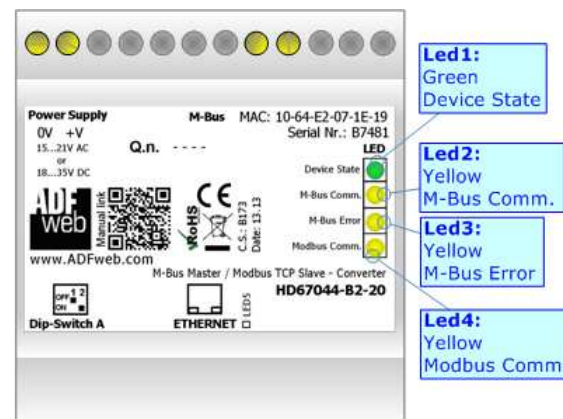 Power Supply
M-Bus
MAC: 10-64-E2-07-1E-19
Serial Nr.: B7481
0V +V
15...21V AC
or
18...35V DC
Q.n. - - - -
LED
Device State
M-Bus Comm.
M-Bus Error
Modbus Comm.
ADF
web
Manual link
RoHS
CE
C.S.: B173
Date: 13.13
www.ADFweb.com
M-Bus Master / Modbus TCP Slave - Converter
HD67044-B2-20
OFF 1 2
ON
Dip-Switch A
ETHERNET
LED5
Led1:
Green
Device State
Led2:
Yellow
M-Bus Comm.
Led3:
Yellow
M-Bus Error
Led4:
Yellow
Modbus Comm